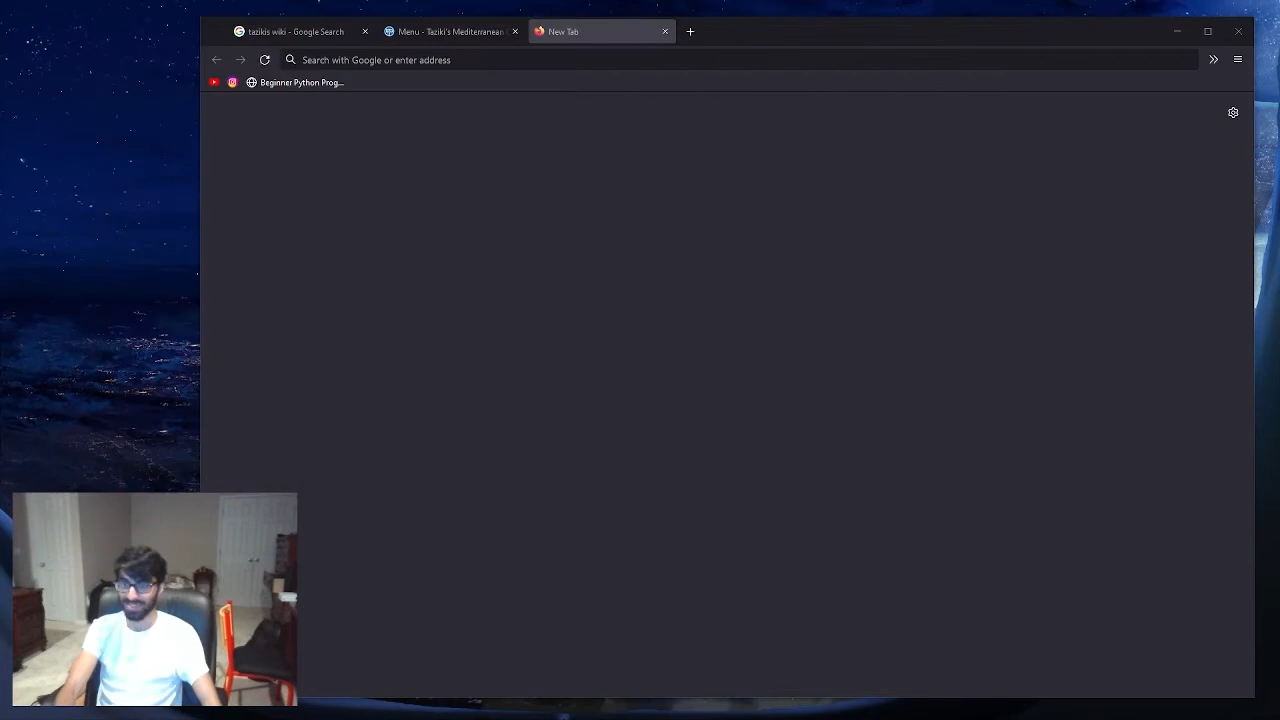 tazikis wiki - Google Search
Menu - Taziki's Mediterranean
New Tab
Search with Google or enter address
Beginner Python Prog...